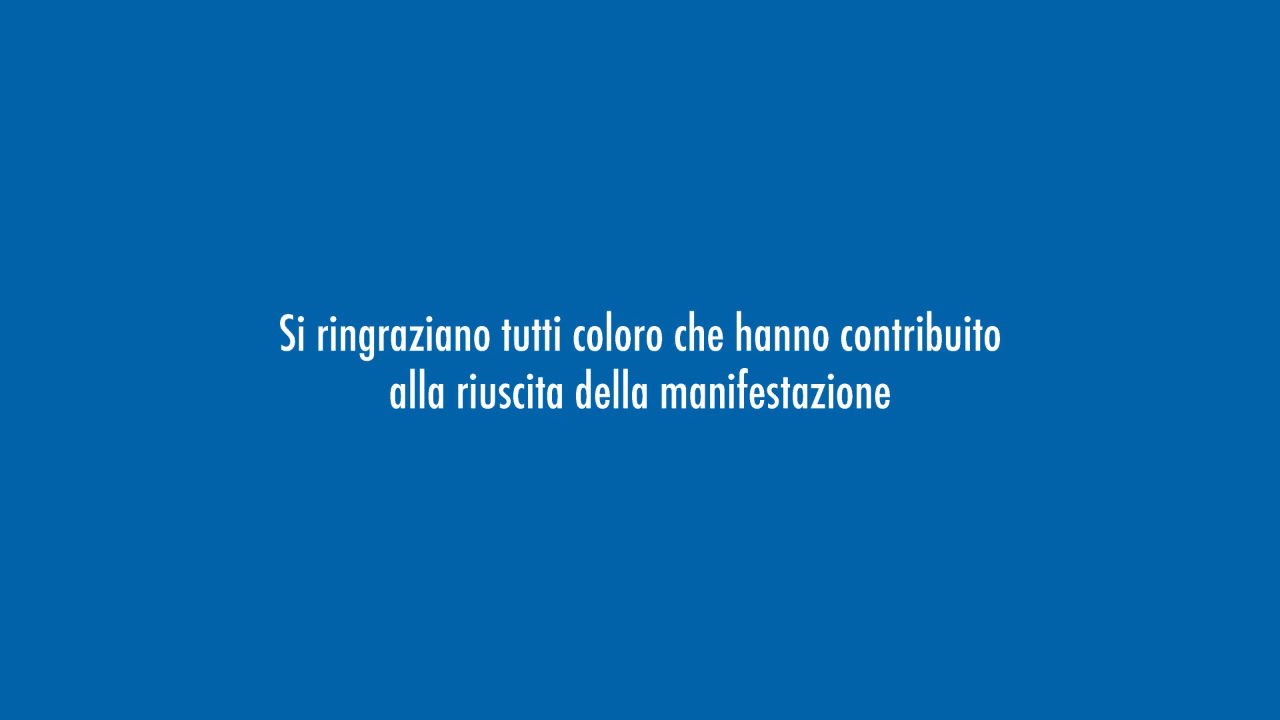 Si ringraziano tutti coloro che hanno contribuito
alla riuscita della manifestazione